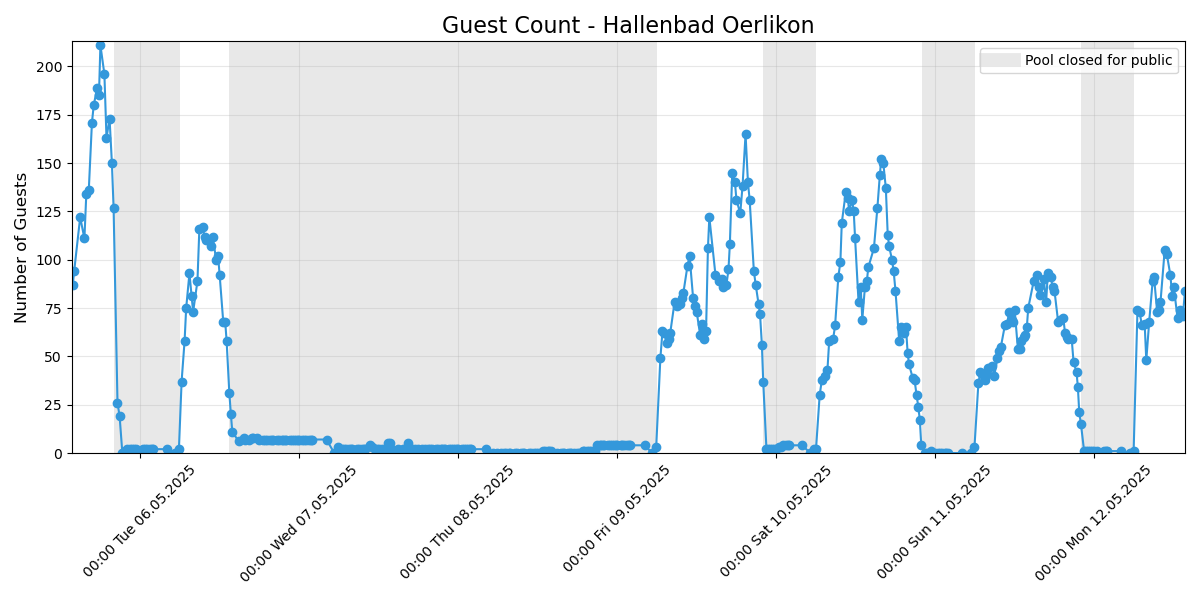 Guest Count - Hallenbad Oerlikon
Pool closed for public
Number of Guests
200
175
150
125
100
75
50
25
0
00:00 Tue 06.05.2025
00:00 Wed 07.05.2025
00:00 Thu 08.05.2025
00:00 Fri 09.05.2025
00:00 Sat 10.05.2025
00:00 Sun 11.05.2025
00:00 Mon 12.05.2025